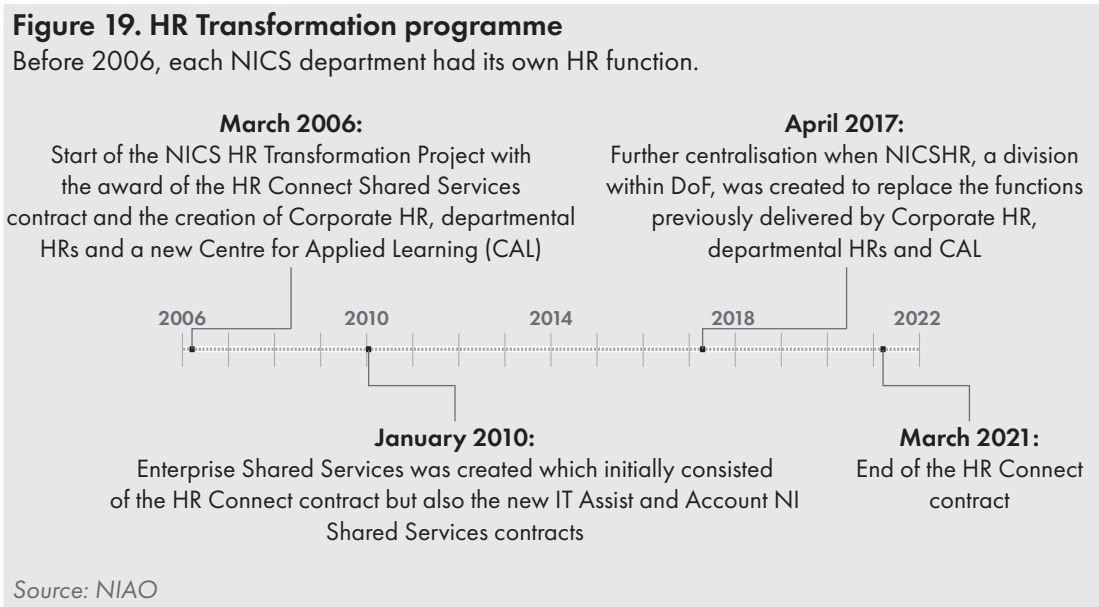 Figure 19. HR Transformation programme
Before 2006, each NICS department had its own HR function.
March 2006:
Start of the NICS HR Transformation Project with
the award of the HR Connect Shared Services
contract and the creation of Corporate HR, departmental
HRs and a new Centre for Applied Learning (CAL)
April 2017:
Further centralisation when NICSHR, a division
within DoF, was created to replace the functions
previously delivered by Corporate HR,
departmental HRs and CAL
2006 2010 2014 2018 2022
January 2010:
Enterprise Shared Services was created which initially consisted
of the HR Connect contract but also the new IT Assist and Account NI
Shared Services contracts
March 2021:
End of the HR Connect
contract
Source: NIAO